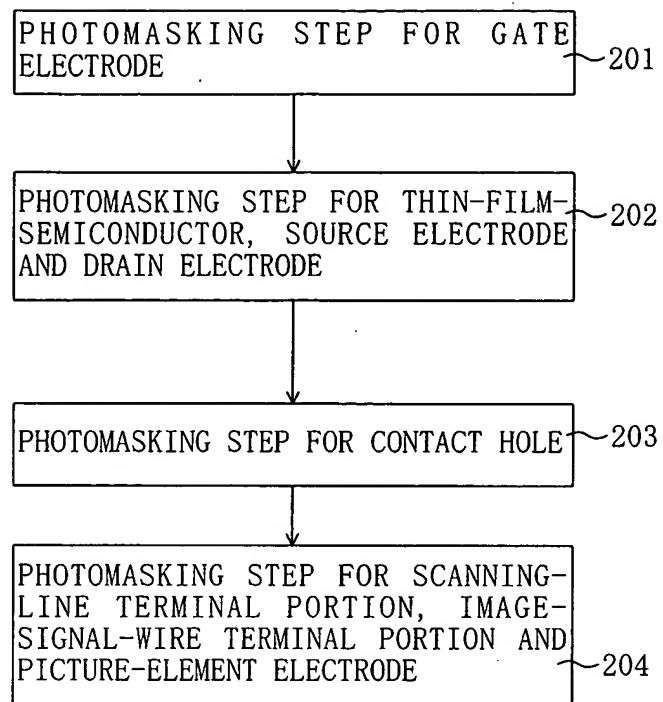 PHOTOMASKING STEP FOR GATE
ELECTRODE
201
PHOTOMASKING STEP FOR THIN-FILM-
SEMICONDUCTOR, SOURCE ELECTRODE
AND DRAIN ELECTRODE
202
PHOTOMASKING STEP FOR CONTACT HOLE
203
PHOTOMASKING STEP FOR SCANNING-
LINE TERMINAL PORTION, IMAGE-
SIGNAL-WIRE TERMINAL PORTION AND
PICTURE-ELEMENT ELECTRODE
204